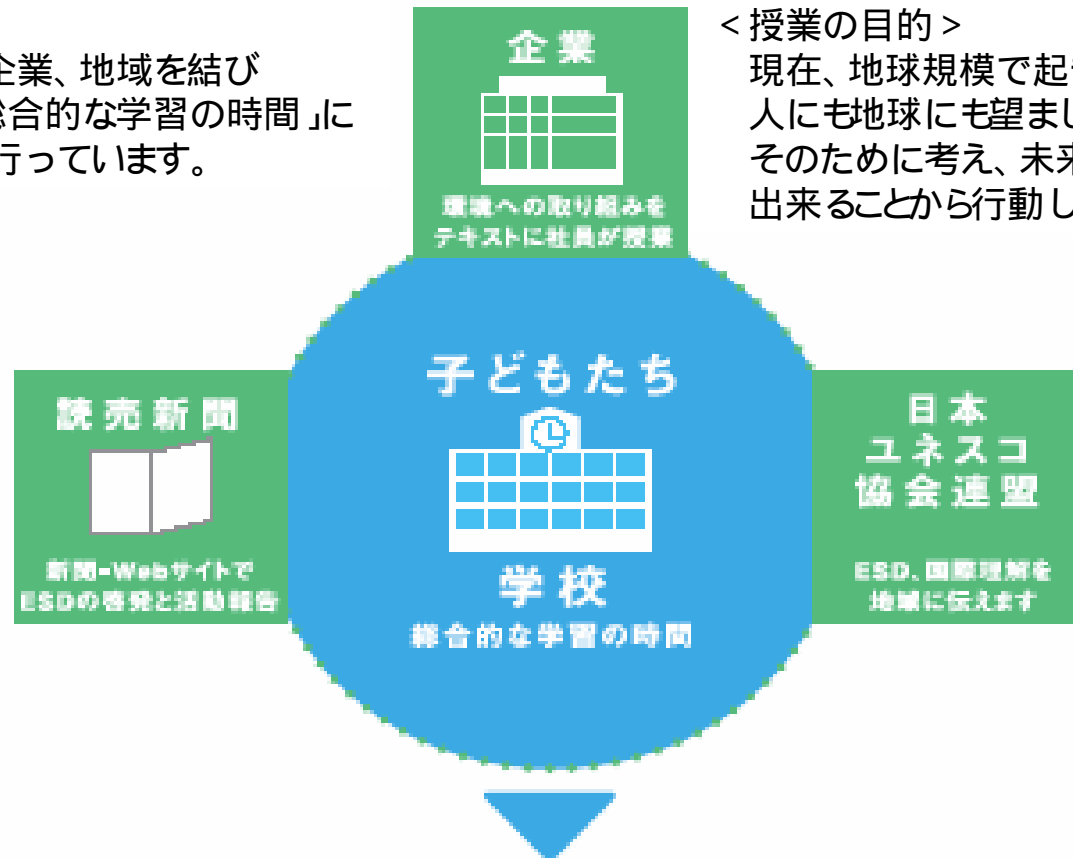 企業、地域を結び
総合的な学習の時間」に
行っています。
<授業の目的>
現在、地球規模で起
人にも地球にも望まし
そのために考え、未来
出来ることから行動し
企業
環境への取り組みを
テキストに社員が授業
子どもたち
学校
総合的な学習の時間
読売新聞
新聞・Webサイトで
ESDの啓発と活動報告
日本
ユネスコ
協会連盟
ESD、国際理解を
地域に伝えます